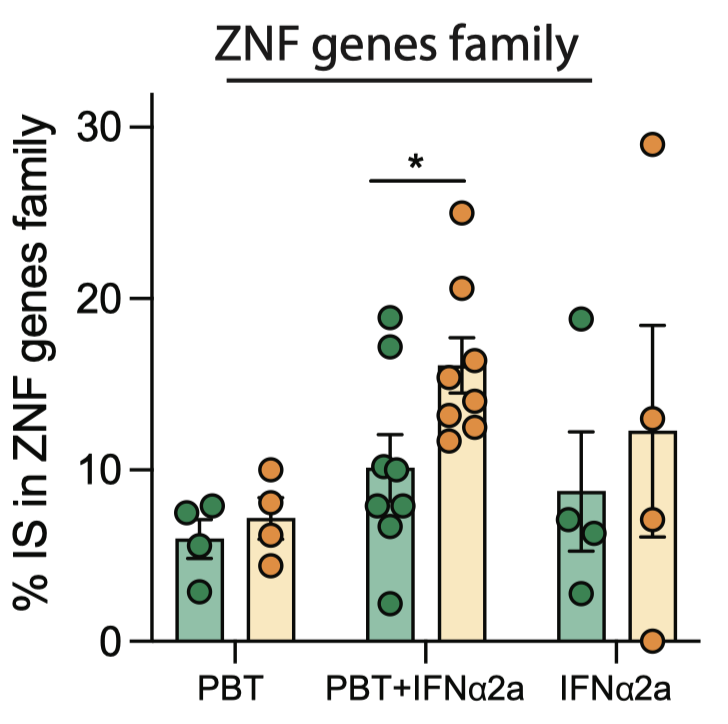 ZNF genes family
% IS in ZNF genes family
30
20
10
0
*
PBT
PBT+IFNα2a
IFNα2a